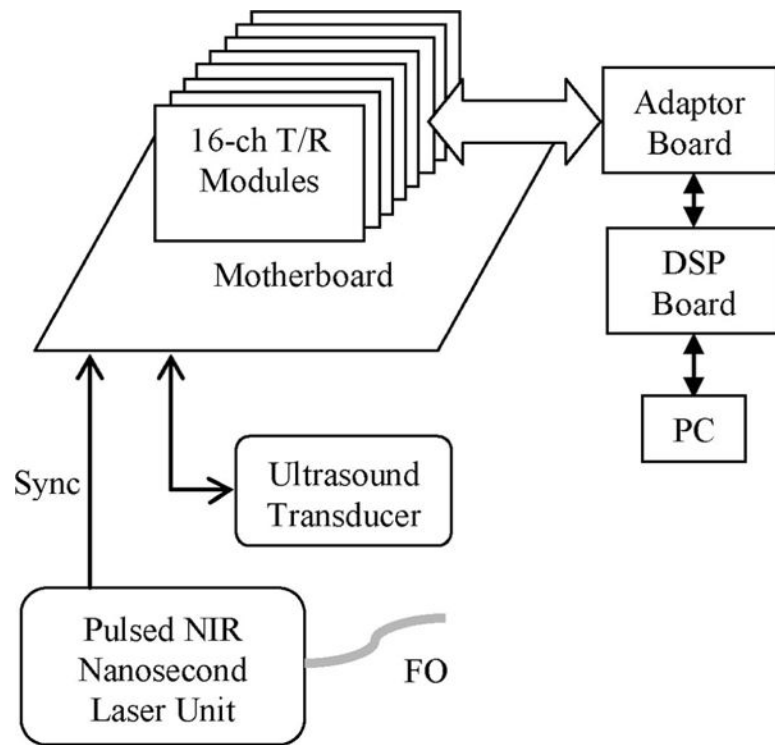 16-ch T/R
Modules
Adaptor
Board
Motherboard
DSP
Board
PC
Sync
Ultrasound
Transducer
Pulsed NIR
Nanosecond
Laser Unit
FO